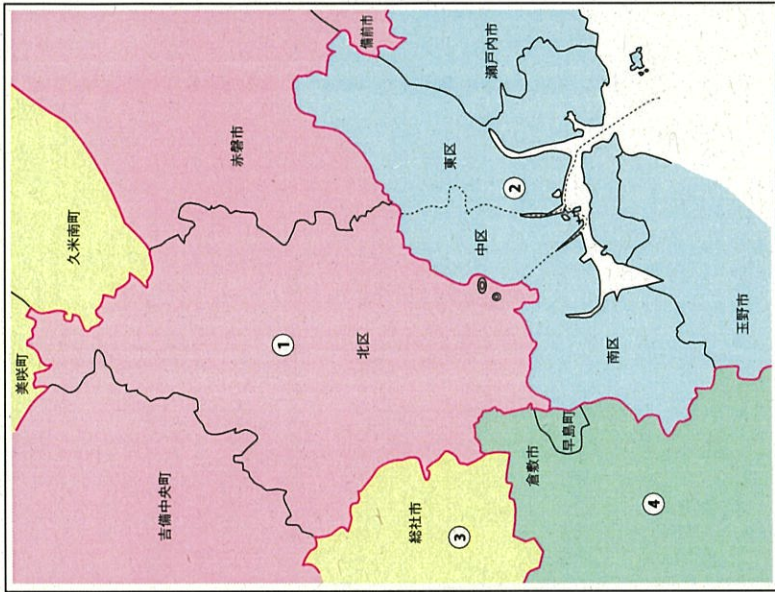 美咲町
久米南町
備前市
赤磐市
瀬戸内市
吉備中央町
①
北区
東区
②
中区
総社市
③
倉敷市
早島町
南区
玉野市
④